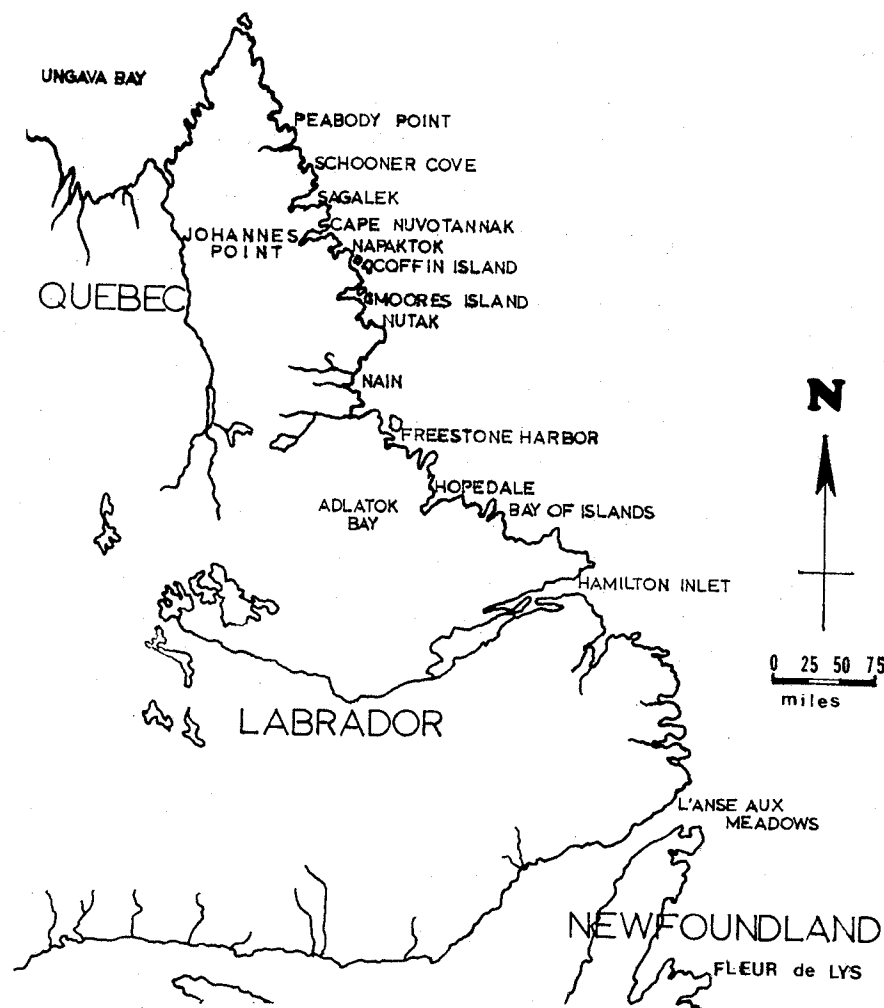 UNGAVA BAY
PEABODY POINT
SCHOONER COVE
SAGALEK
CAPE NUVOTANNAK
JOHANNES
POINT
NAPAKTOK
COFFIN ISLAND
QUEBEC
MOORES ISLAND
NUTAK
NAIN
N
FREESTONE HARBOR
HOPEDALE
ADLATOK
BAY
BAY OF ISLANDS
HAMILTON INLET
0 25 50 75
miles
LABRADOR
L'ANSE AUX
MEADOWS
NEWFOUNDLAND
FLEUR de LYS